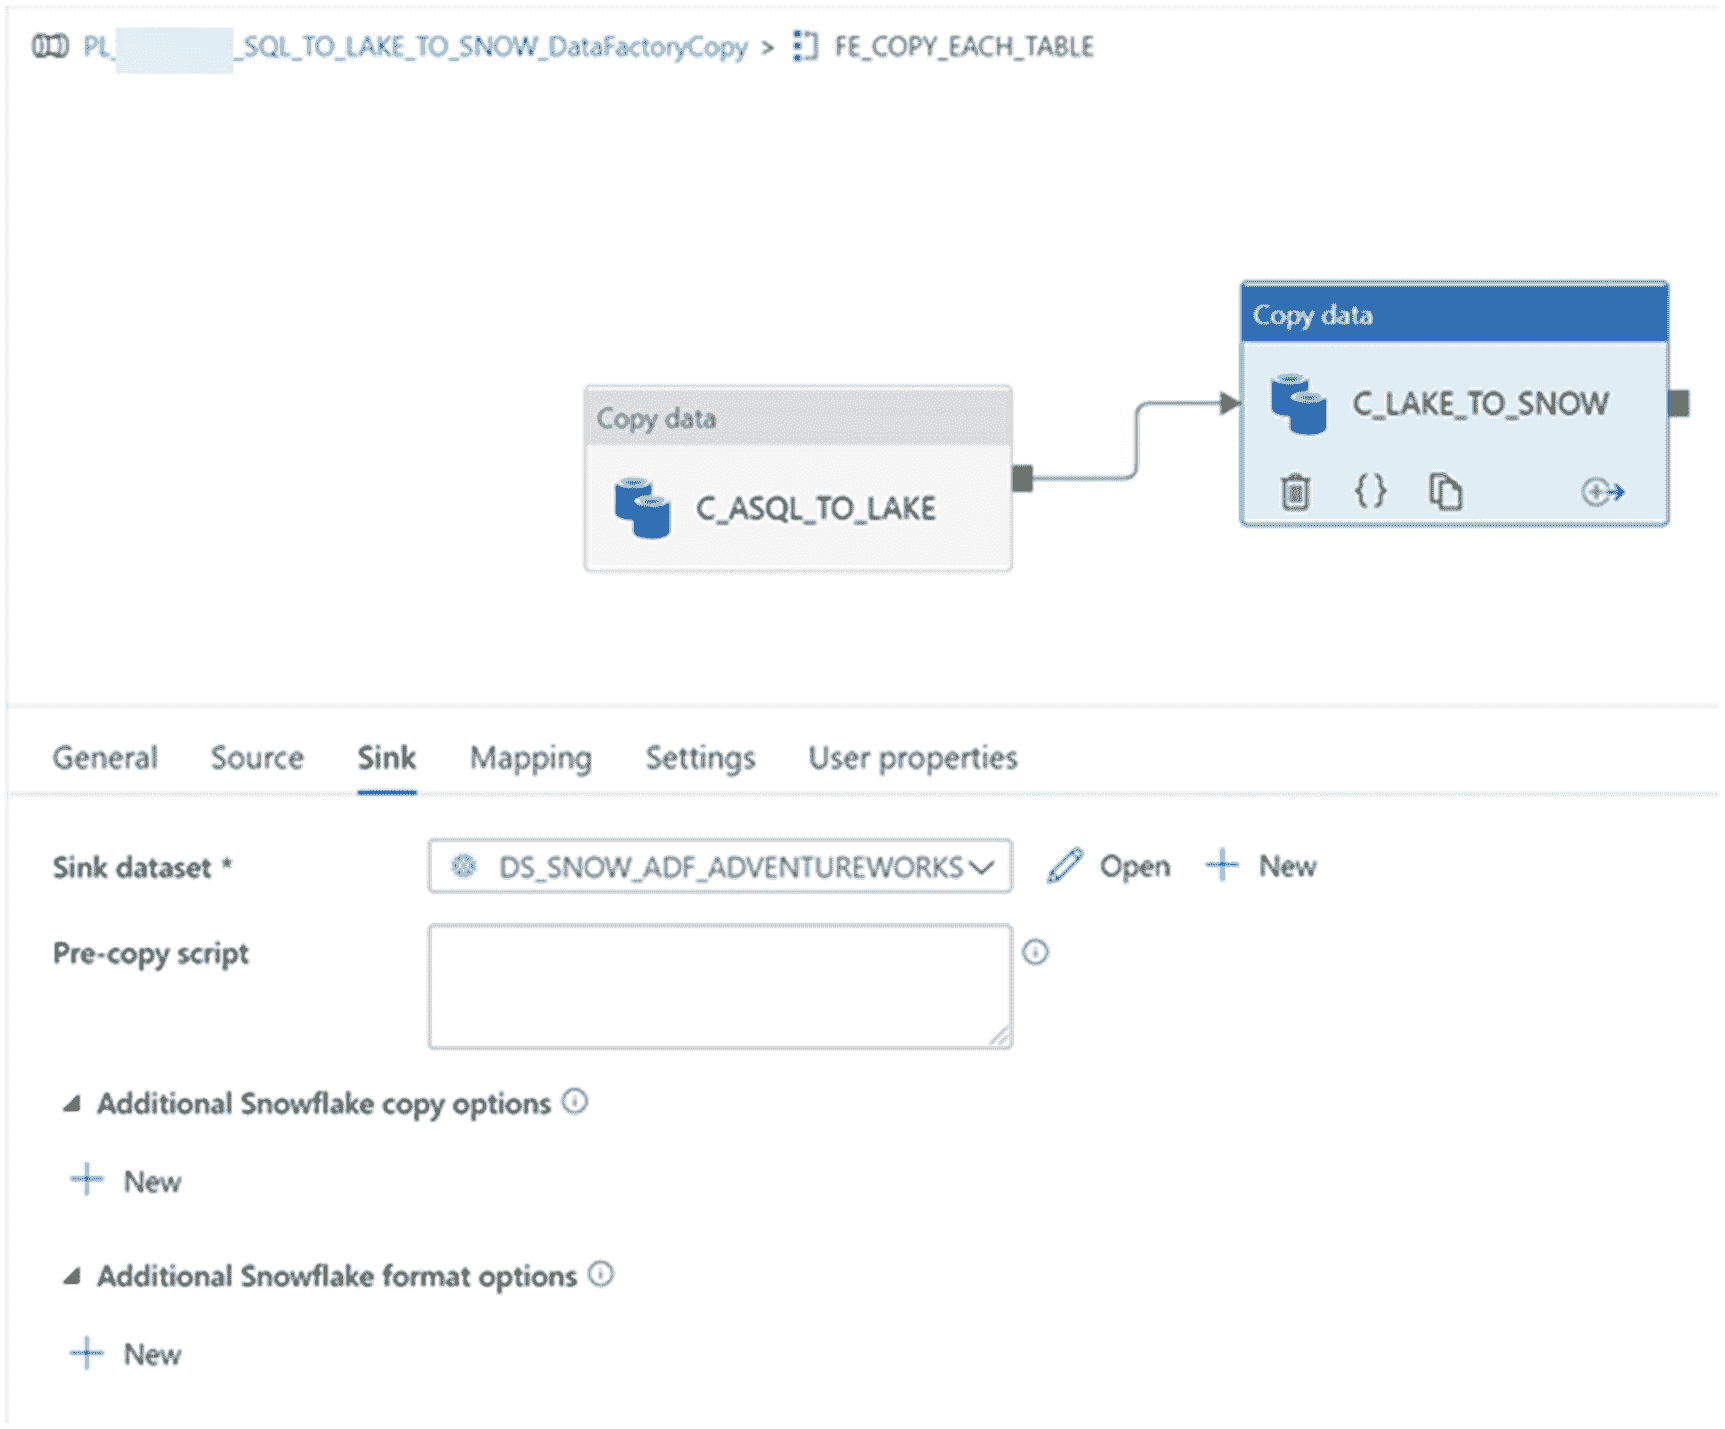 PL_ _SQL_TO_LAKE_TO_SNOW_DataFactoryCopy > FE_COPY_EACH_TABLE
Copy data
C_LAKE_TO_SNOW
Copy data
C_ASQL_TO_LAKE
General Source Sink Mapping Settings User properties
Sink dataset * DS_SNOW_ADF_ADVENTUREWORKS Open New
Pre-copy script
Additional Snowflake copy options
New
Additional Snowflake format options
New